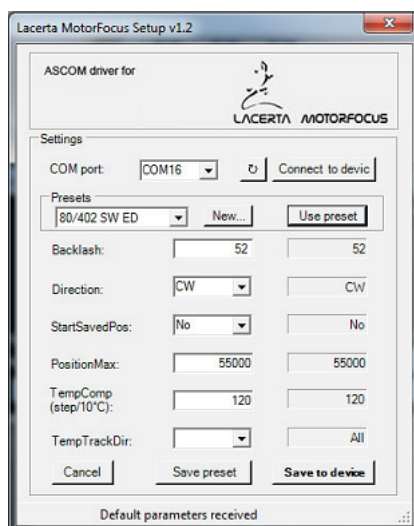 Lacerta MotorFocus Setup v1.2
ASCOM driver for
LACERTA MOTORFOCUS
Settings
COM port: COM16 ↻ Connect to devic
Presets
80/402 SW ED New... Use preset
Backlash: 52 52
Direction: CW CW
StartSavedPos: No No
PositionMax: 55000 55000
TempComp
(step/10°C): 120 120
TempTrackDir: All
Cancel Save preset Save to device
Default parameters received